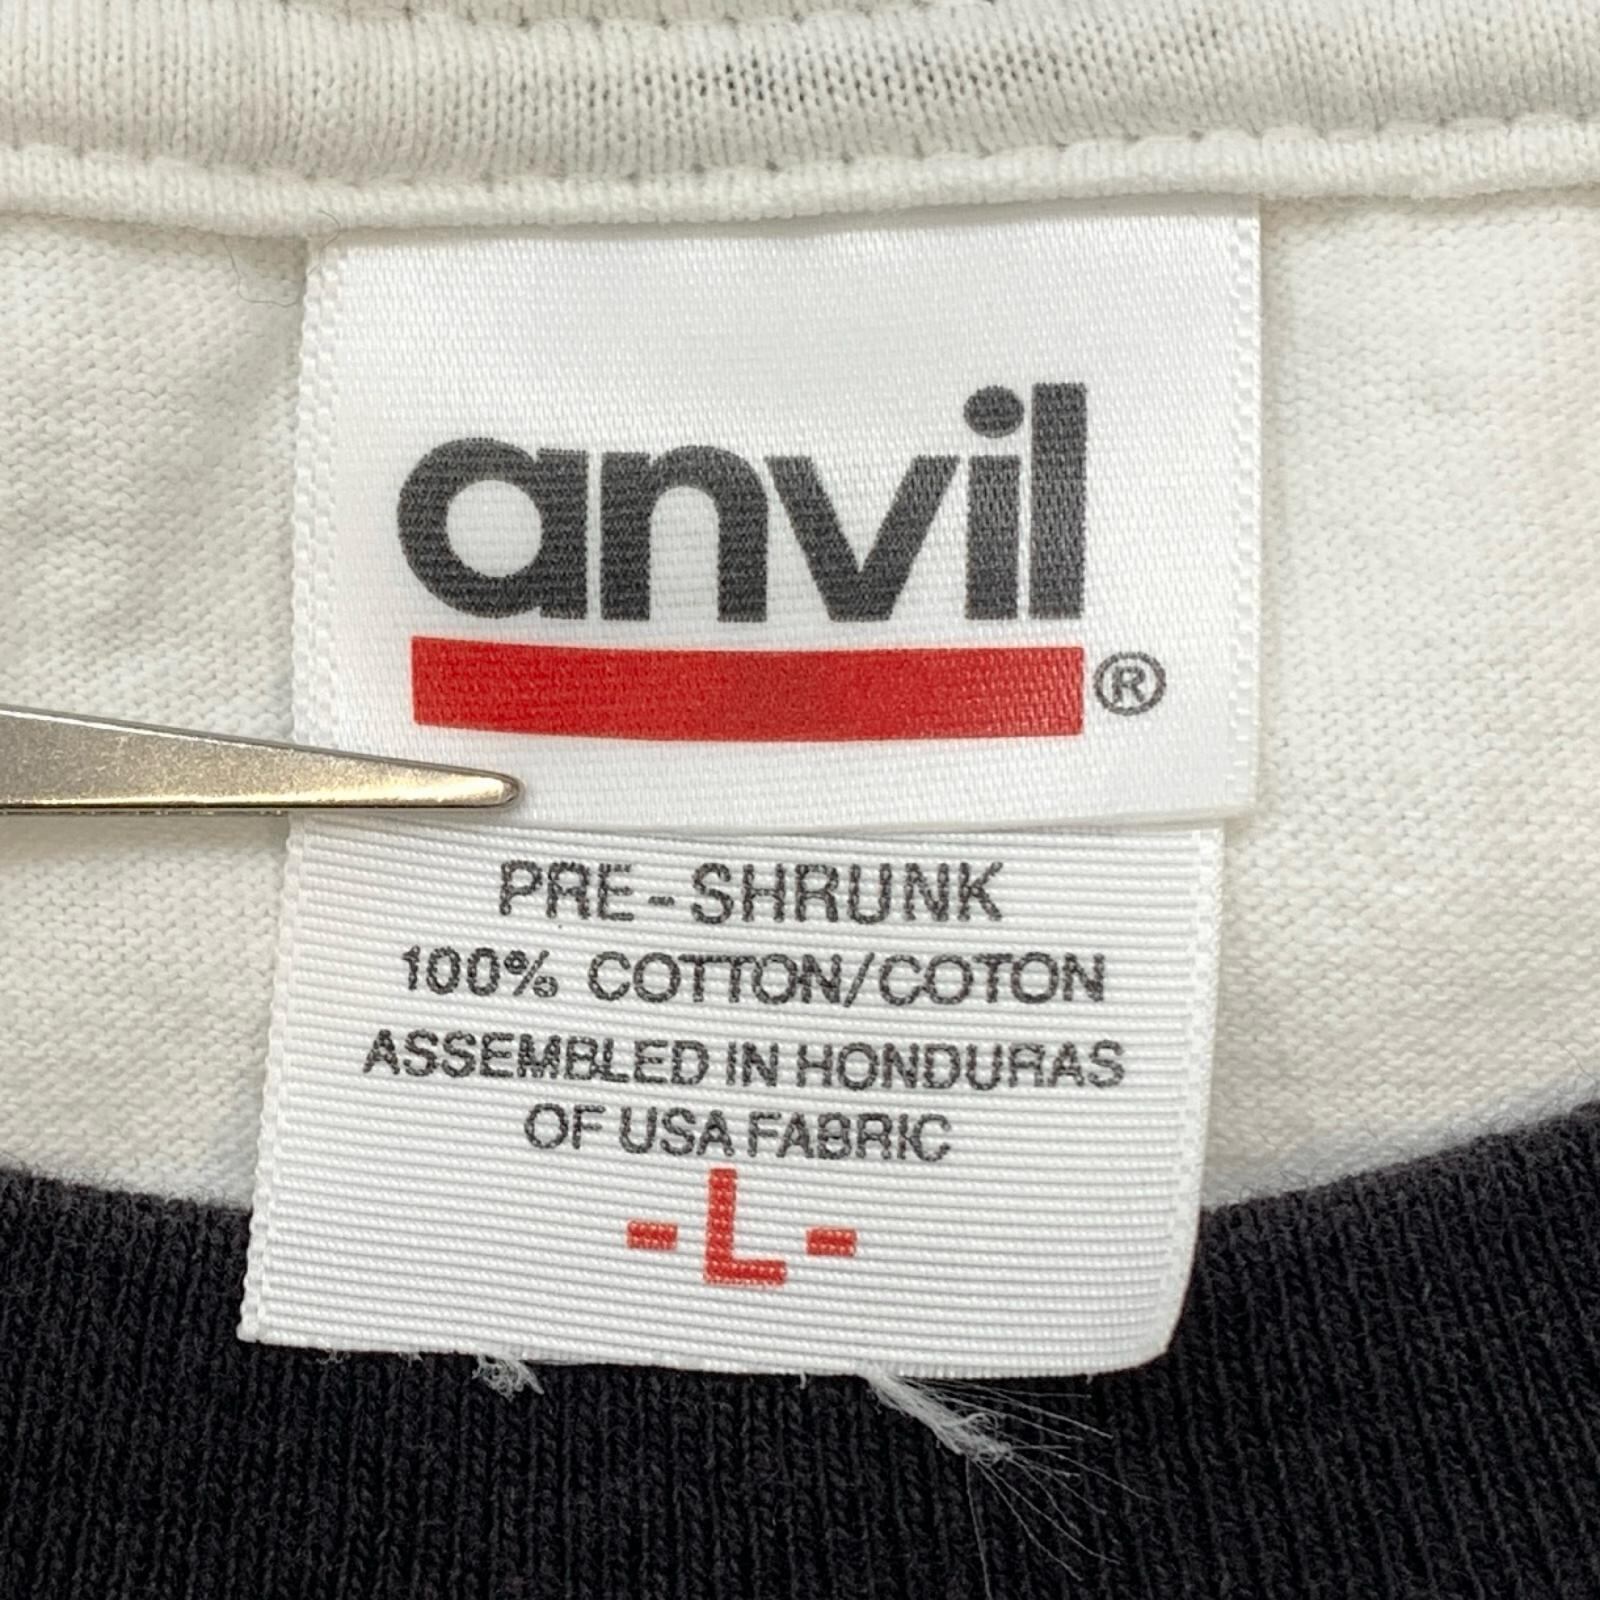 anvil®
PRE-SHRUNK
100% COTTON/COTON
ASSEMBLED IN HONDURAS
OF USA FABRIC
-L-